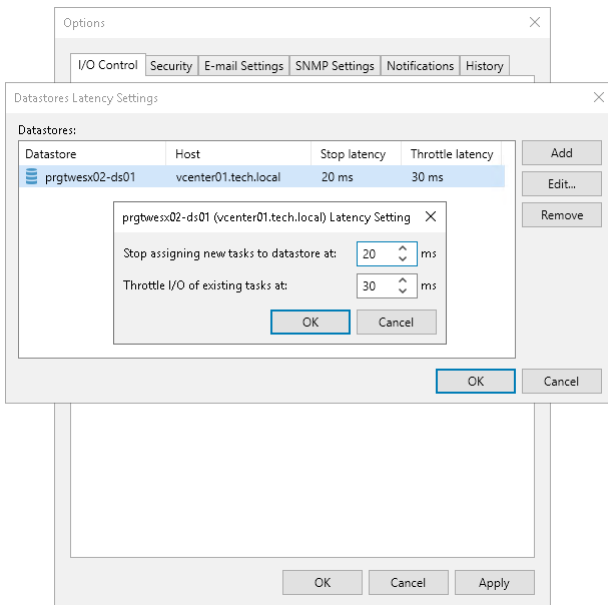 Options
I/O Control Security E-mail Settings SNMP Settings Notifications History
Datastores Latency Settings
Datastores:
Datastore Host Stop latency Throttle latency
prgtwesx02-ds01 vcenter01.tech.local 20 ms 30 ms
Add
Edit...
Remove
prgtwesx02-ds01 (vcenter01.tech.local) Latency Setting
Stop assigning new tasks to datastore at: 20 ms
Throttle I/O of existing tasks at: 30 ms
OK Cancel
OK Cancel
OK Cancel Apply